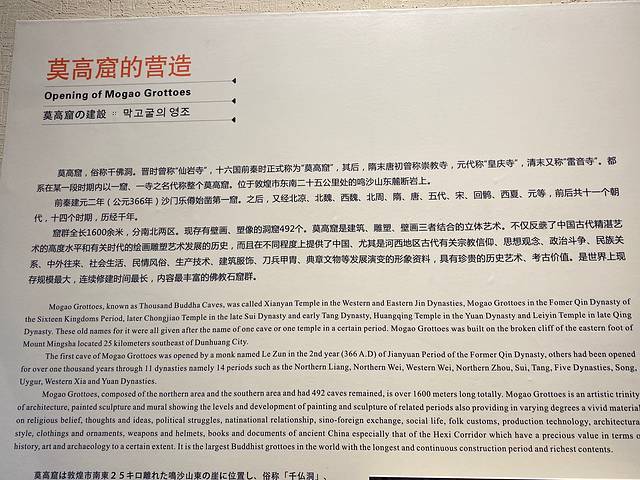 莫高窟的营造
Opening of Mogao Grottoes
莫高窟の建設 :: 막고굴의 영조
莫高窟，俗称千佛洞。晋时曾称"仙岩寺"，十六国前秦时正式称为"莫高窟"，其后，隋末唐初曾称崇教寺，元代称"皇庆寺"，清末又称"雷音寺"。都
系在某一段时期内以一窟、一寺之名代称整个莫高窟。位于敦煌市东南二十五公里处的鸣沙山东麓断岩上。
前秦建元二年（公元366年）沙门乐僔始凿第一窟。之后，又经北凉、北魏、西魏、北周、隋、唐、五代、宋、回鹘、西夏、元等，前后共十一个朝
代，十四个时期，历经千年。
窟群全长1600余米，分南北两区。现存有壁画、塑像的洞窟492个。莫高窟是建筑、雕塑、壁画三者结合的立体艺术。不仅反映了中国古代精湛艺
术的高度水平和有关时代的绘画雕塑艺术发展的历史，而且在不同程度上提供了中国、尤其是河西地区古代有关宗教信仰、思想观念、政治斗争、民族关
系、中外往来、社会生活、民情风俗、生产技术、建筑服饰、刀兵甲胄、典章文物等发展演变的形象资料，具有珍贵的历史艺术、考古价值。是世界上现
存规模最大，连续修建时间最长，内容最丰富的佛教石窟群。
Mogao Grottoes, known as Thousand Buddha Caves, was called Xianyan Temple in the Western and Eastern Jin Dynasties, Mogao Grottoes in the Fomer Qin Dynasty of
the Sixteen Kingdoms Period, later Chongjiao Temple in the late Sui Dynasty and early Tang Dynasty, Huangqing Temple in the Yuan Dynasty and Leiyin Temple in late Qing
Dynasty. These old names for it were all given after the name of one cave or one temple in a certain period. Mogao Grottoes was built on the broken cliff of the eastern foot of
Mount Mingsha located 25 kilometers southeast of Dunhuang City.
The first cave of Mogao Grottoes was opened by a monk named Le Zun in the 2nd year (366 A.D) of Jianyuan Period of the Former Qin Dynasty, others had been opened
for over one thousand years through 11 dynasties namely 14 periods such as the Northern Liang, Northern Wei, Western Wei, Northern Zhou, Sui, Tang, Five Dynasties, Song,
Uygur, Western Xia and Yuan Dynasties.
Mogao Grottoes, composed of the northern area and the southern area and had 492 caves remained, is over 1600 meters long totally. Mogao Grottoes is an artistic trinity
of architecture, painted sculpture and mural showing the levels and development of painting and sculpture of related periods also providing in varying degrees a vivid material
on religious belief, thoughts and ideas, political struggles, natinational relationship, sino-foreign exchange, social life, folk customs, production technology, architectural
style, clothings and ornaments, weapons and helmets, books and documents of ancient China especially that of the Hexi Corridor which have a precious value in terms of
history, art and archaeology to a certain extent. It is the largest Buddhist grottoes in the world with the longest and continuous construction period and richest contents.
莫高窟は敦煌市南東２５キロ離れた鳴沙山東の崖に位置し、俗称「千仏洞」、